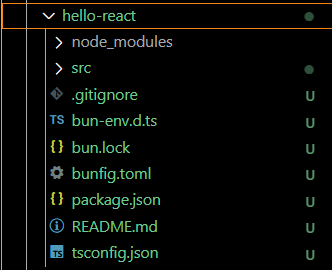 hello-react
node_modules
src
.gitignore U
TS bun-env.d.ts U
{} bun.lock U
bunfig.toml U
{} package.json U
README.md U
TS tsconfig.json U